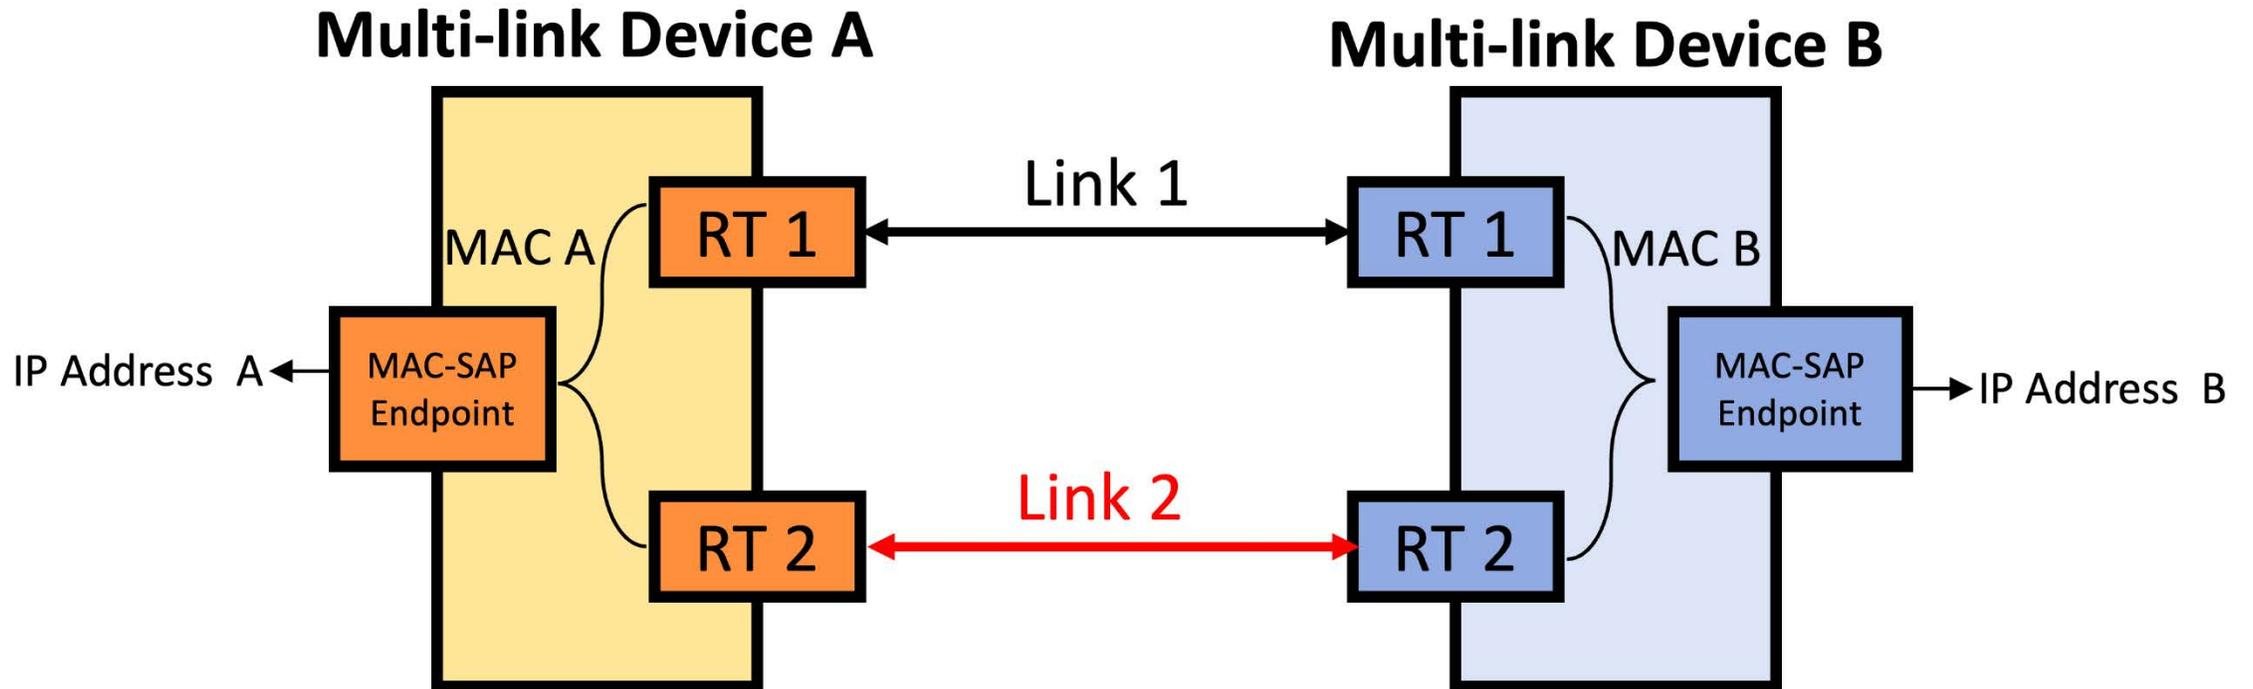 Multi-link Device A
Multi-link Device B
Link 1
RT 1
RT 1
MAC A
MAC B
IP Address A
MAC-SAP
Endpoint
MAC-SAP
Endpoint
IP Address B
Link 2
RT 2
RT 2